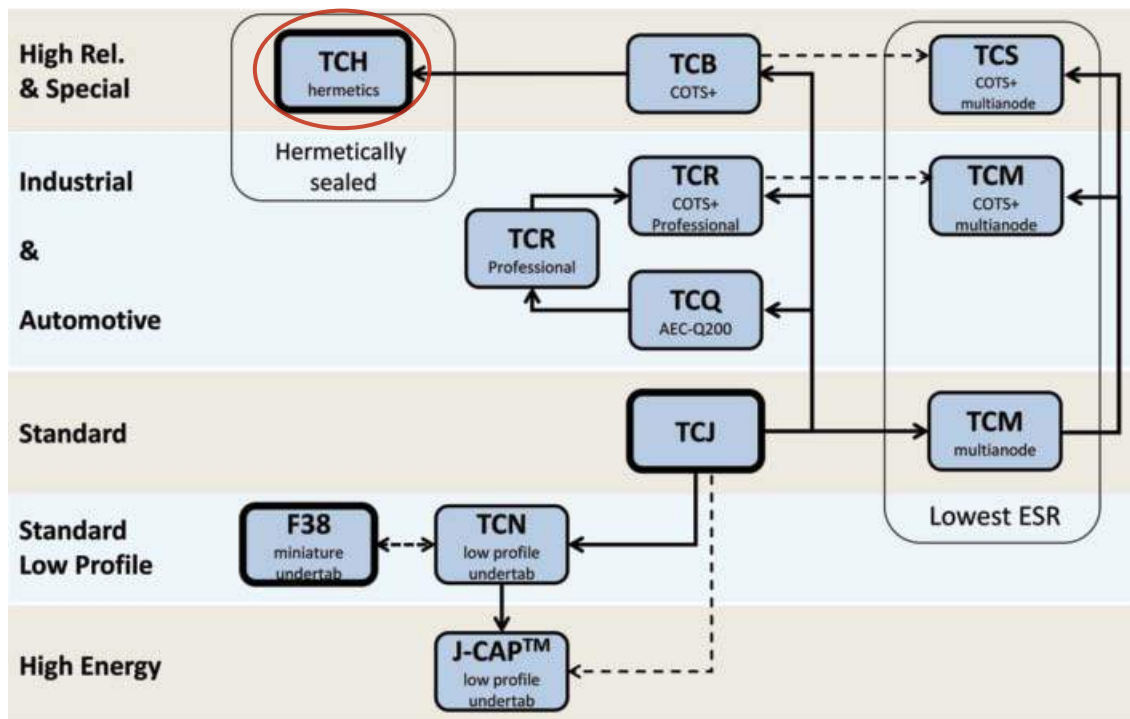 High Rel.
& Special
TCH
hermetics
Hermetically
sealed
TCB
COTS+
TCS
COTS+
multianode
Industrial
&
Automotive
TCR
COTS+
Professional
TCM
COTS+
multianode
TCR
Professional
TCQ
AEC-Q200
Standard
TCJ
TCM
multianode
Lowest ESR
Standard
Low Profile
F38
miniature
undertab
TCN
low profile
undertab
High Energy
J-CAP™
low profile
undertab